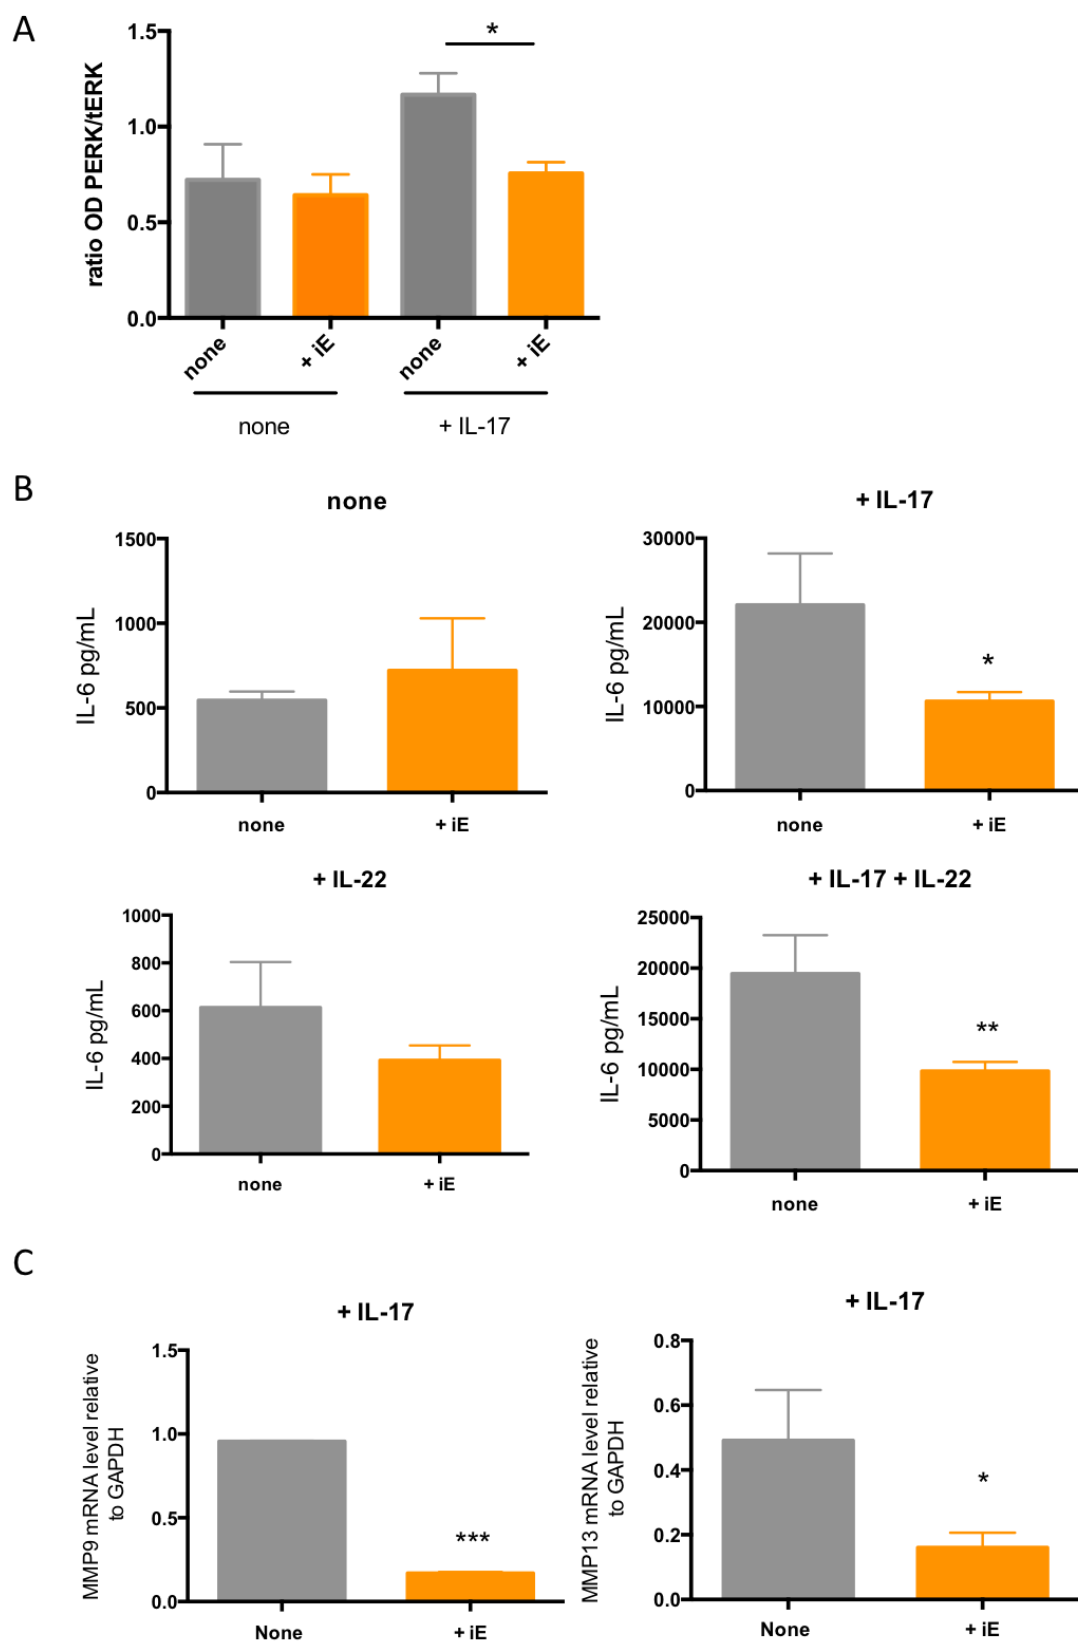 A
ratio OD PERK/tERK
1.5
1.0
0.5
0.0
*
none
+ iE
none
+ iE
none
+ IL-17
B
none
IL-6 pg/mL
1500
1000
500
0
none
+ iE
+ IL-17
IL-6 pg/mL
30000
20000
10000
0
*
none
+ iE
+ IL-22
IL-6 pg/mL
1000
800
600
400
200
0
none
+ iE
+ IL-17 + IL-22
IL-6 pg/mL
25000
20000
15000
10000
5000
0
**
none
+ iE
C
+ IL-17
MMP9 mRNA level relative
to GAPDH
1.5
1.0
0.5
0.0
***
None
+ iE
+ IL-17
MMP13 mRNA level relative
to GAPDH
0.8
0.6
0.4
0.2
0.0
*
None
+ iE